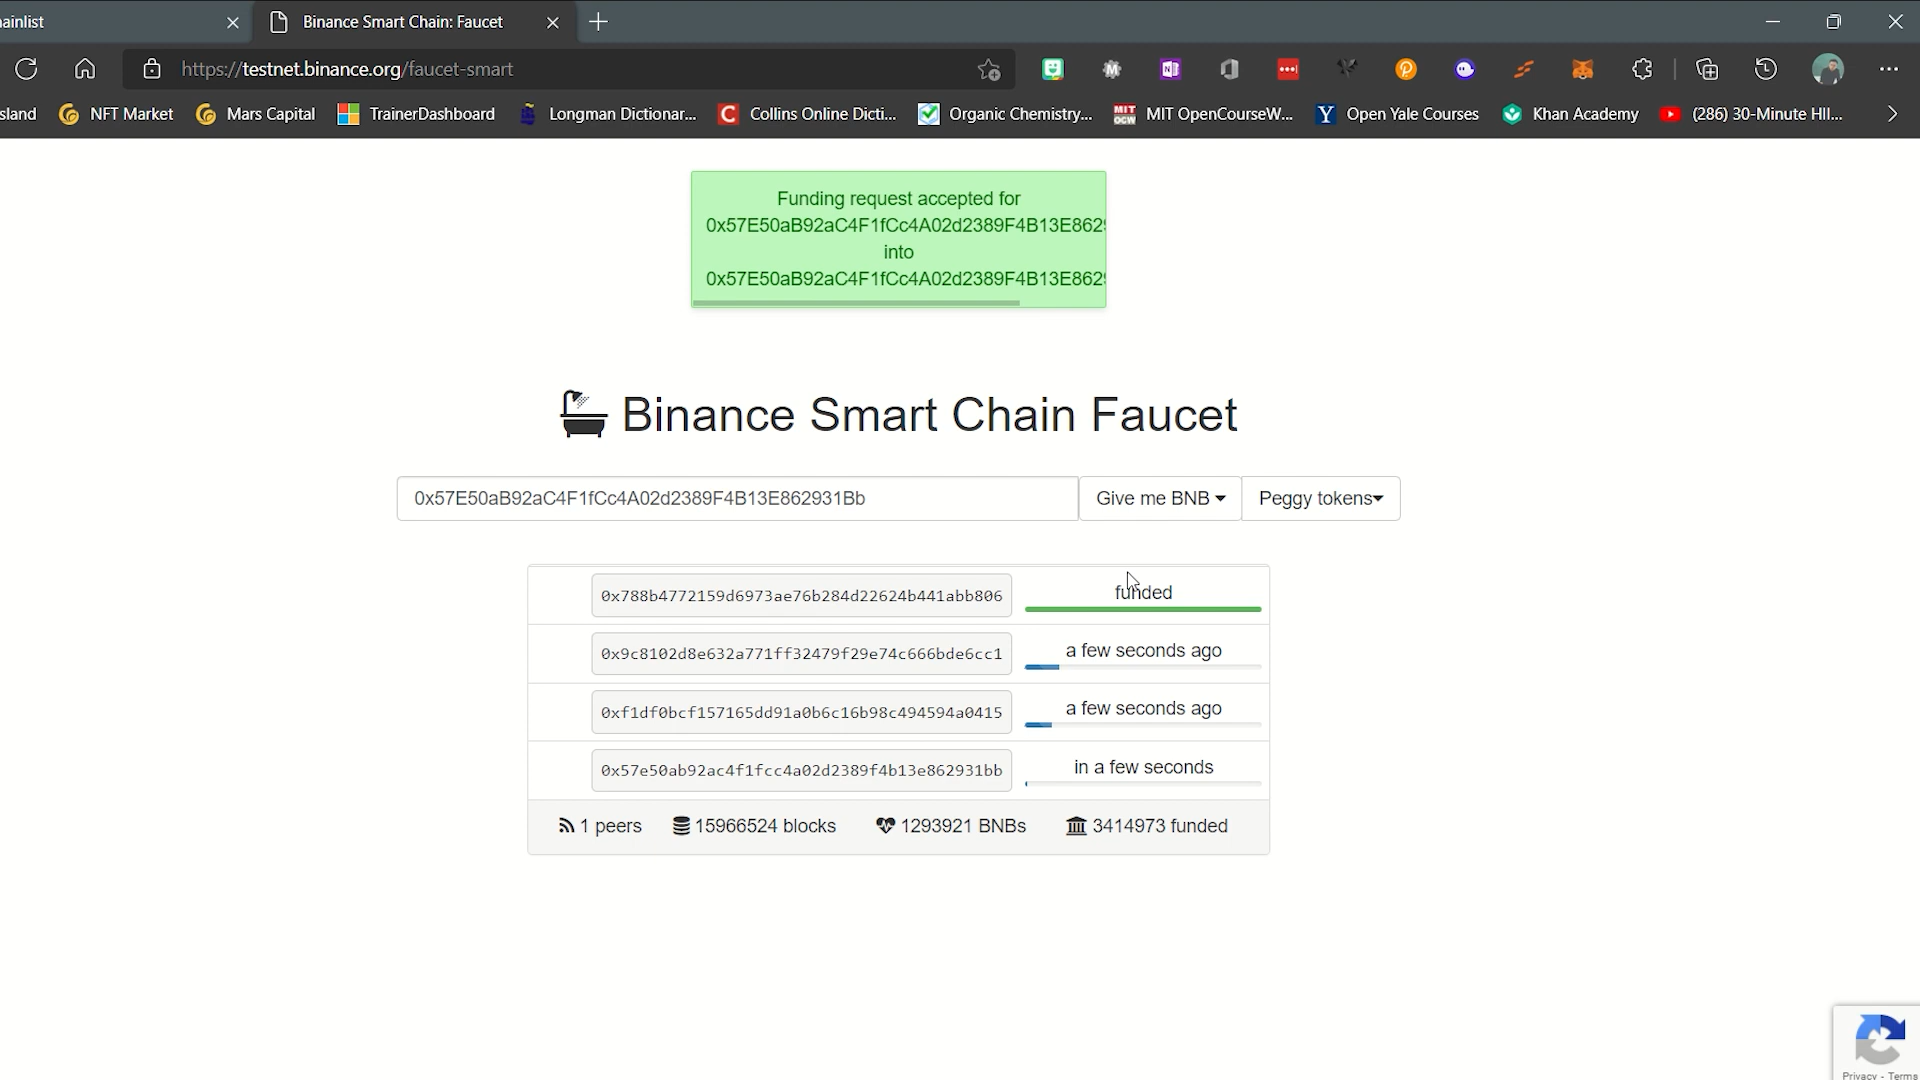 ainlist
Binance Smart Chain: Faucet
https://testnet.binance.org/faucet-smart
sland
NFT Market
Mars Capital
TrainerDashboard
Longman Dictionar...
Collins Online Dicti...
Organic Chemistry,...
MIT OpenCourseW...
Open Yale Courses
Khan Academy
(286) 30-Minute HII...
Funding request accepted for
0x57E50aB92aC4F1fCc4A02d2389F4B13E8629
into
0x57E50aB92aC4F1fCc4A02d2389F4B13E8629
Binance Smart Chain Faucet
0x57E50aB92aC4F1fCc4A02d2389F4B13E862931Bb
Give me BNB
Peggy tokens
0x788b4772159d6973ae76b284d22624b441abb806
funded
0x9c8102d8e632a771ff32479f29e74c666bde6cc1
a few seconds ago
0xf1df0bcf157165dd91a0b6c16b98c494594a0415
a few seconds ago
0x57e50ab92ac4f1fcc4a02d2389f4b13e862931bb
in a few seconds
1 peers
15966524 blocks
1293921 BNBs
3414973 funded
Privacy - Terms